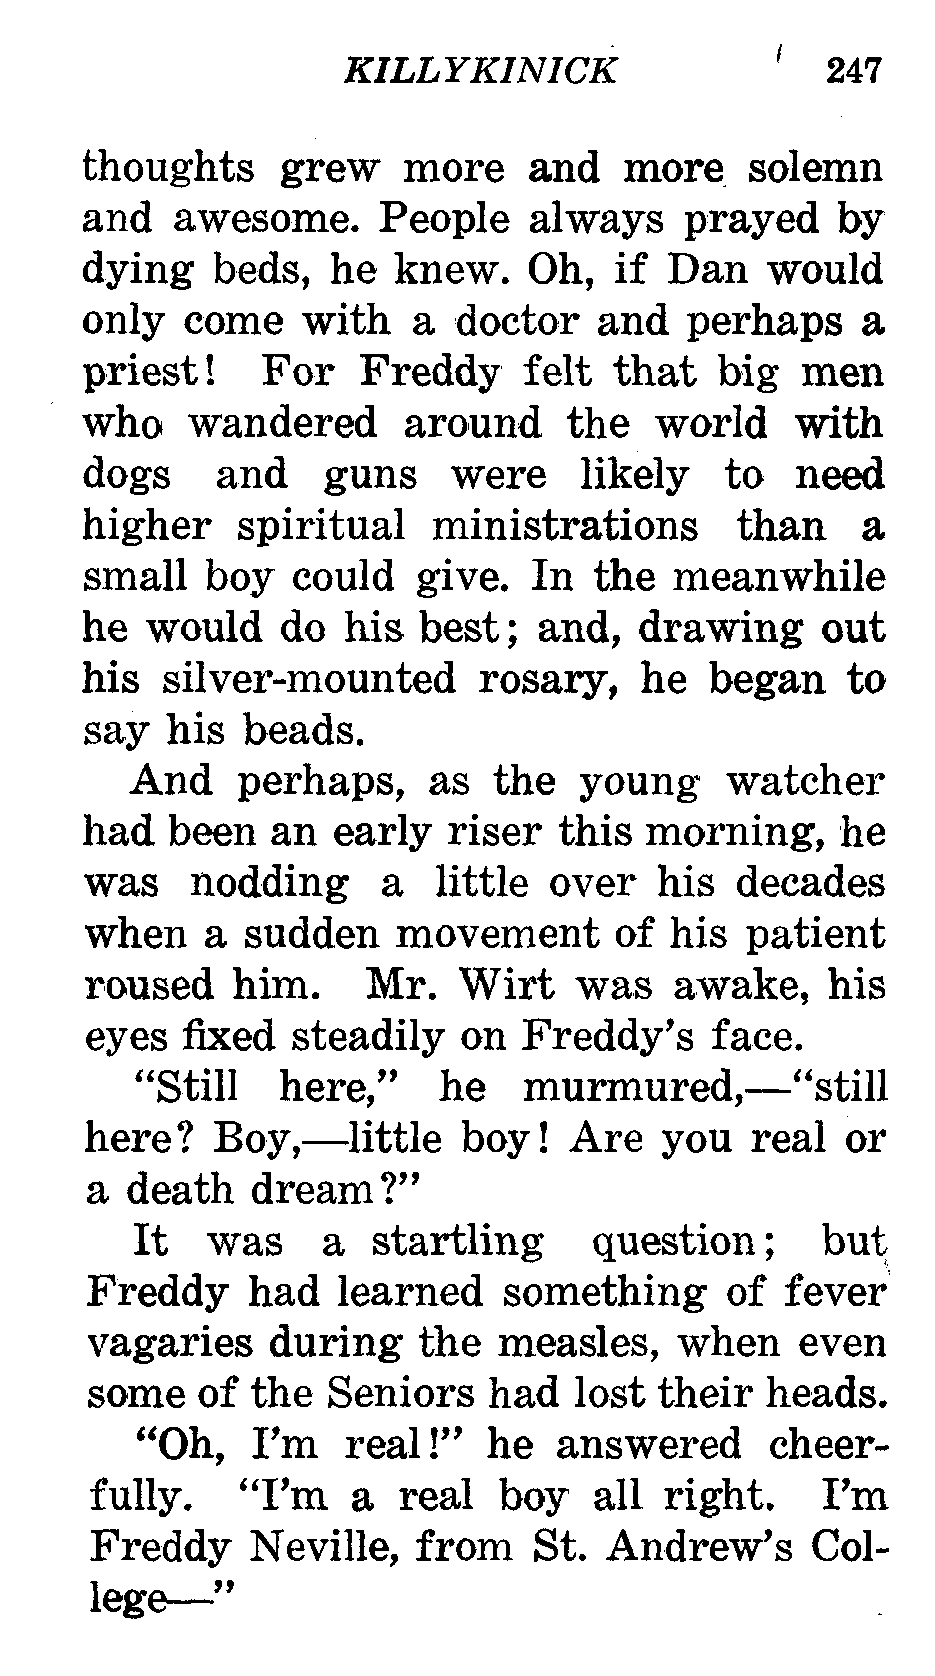 KILLYKINICK 247
thoughts grew more and more solemn
and awesome. People always prayed by
dying beds, he knew. Oh, if Dan would
only come with a doctor and perhaps a
priest! For Freddy felt that big men
who wandered around the world with
dogs and guns were likely to need
higher spiritual ministrations than a
small boy could give. In the meanwhile
he would do his best; and, drawing out
his silver-mounted rosary, he began to
say his beads.
And perhaps, as the young watcher
had been an early riser this morning, he
was nodding a little over his decades
when a sudden movement of his patient
roused him. Mr. Wirt was awake, his
eyes fixed steadily on Freddy's face.
“Still here,” he murmured,—“still
here? Boy,—little boy! Are you real or
a death dream?”
It was a startling question; but
Freddy had learned something of fever
vagaries during the measles, when even
some of the Seniors had lost their heads.
“Oh, I'm real!” he answered cheer-
fully. “I'm a real boy all right. I'm
Freddy Neville, from St. Andrew's Col-
lege—”